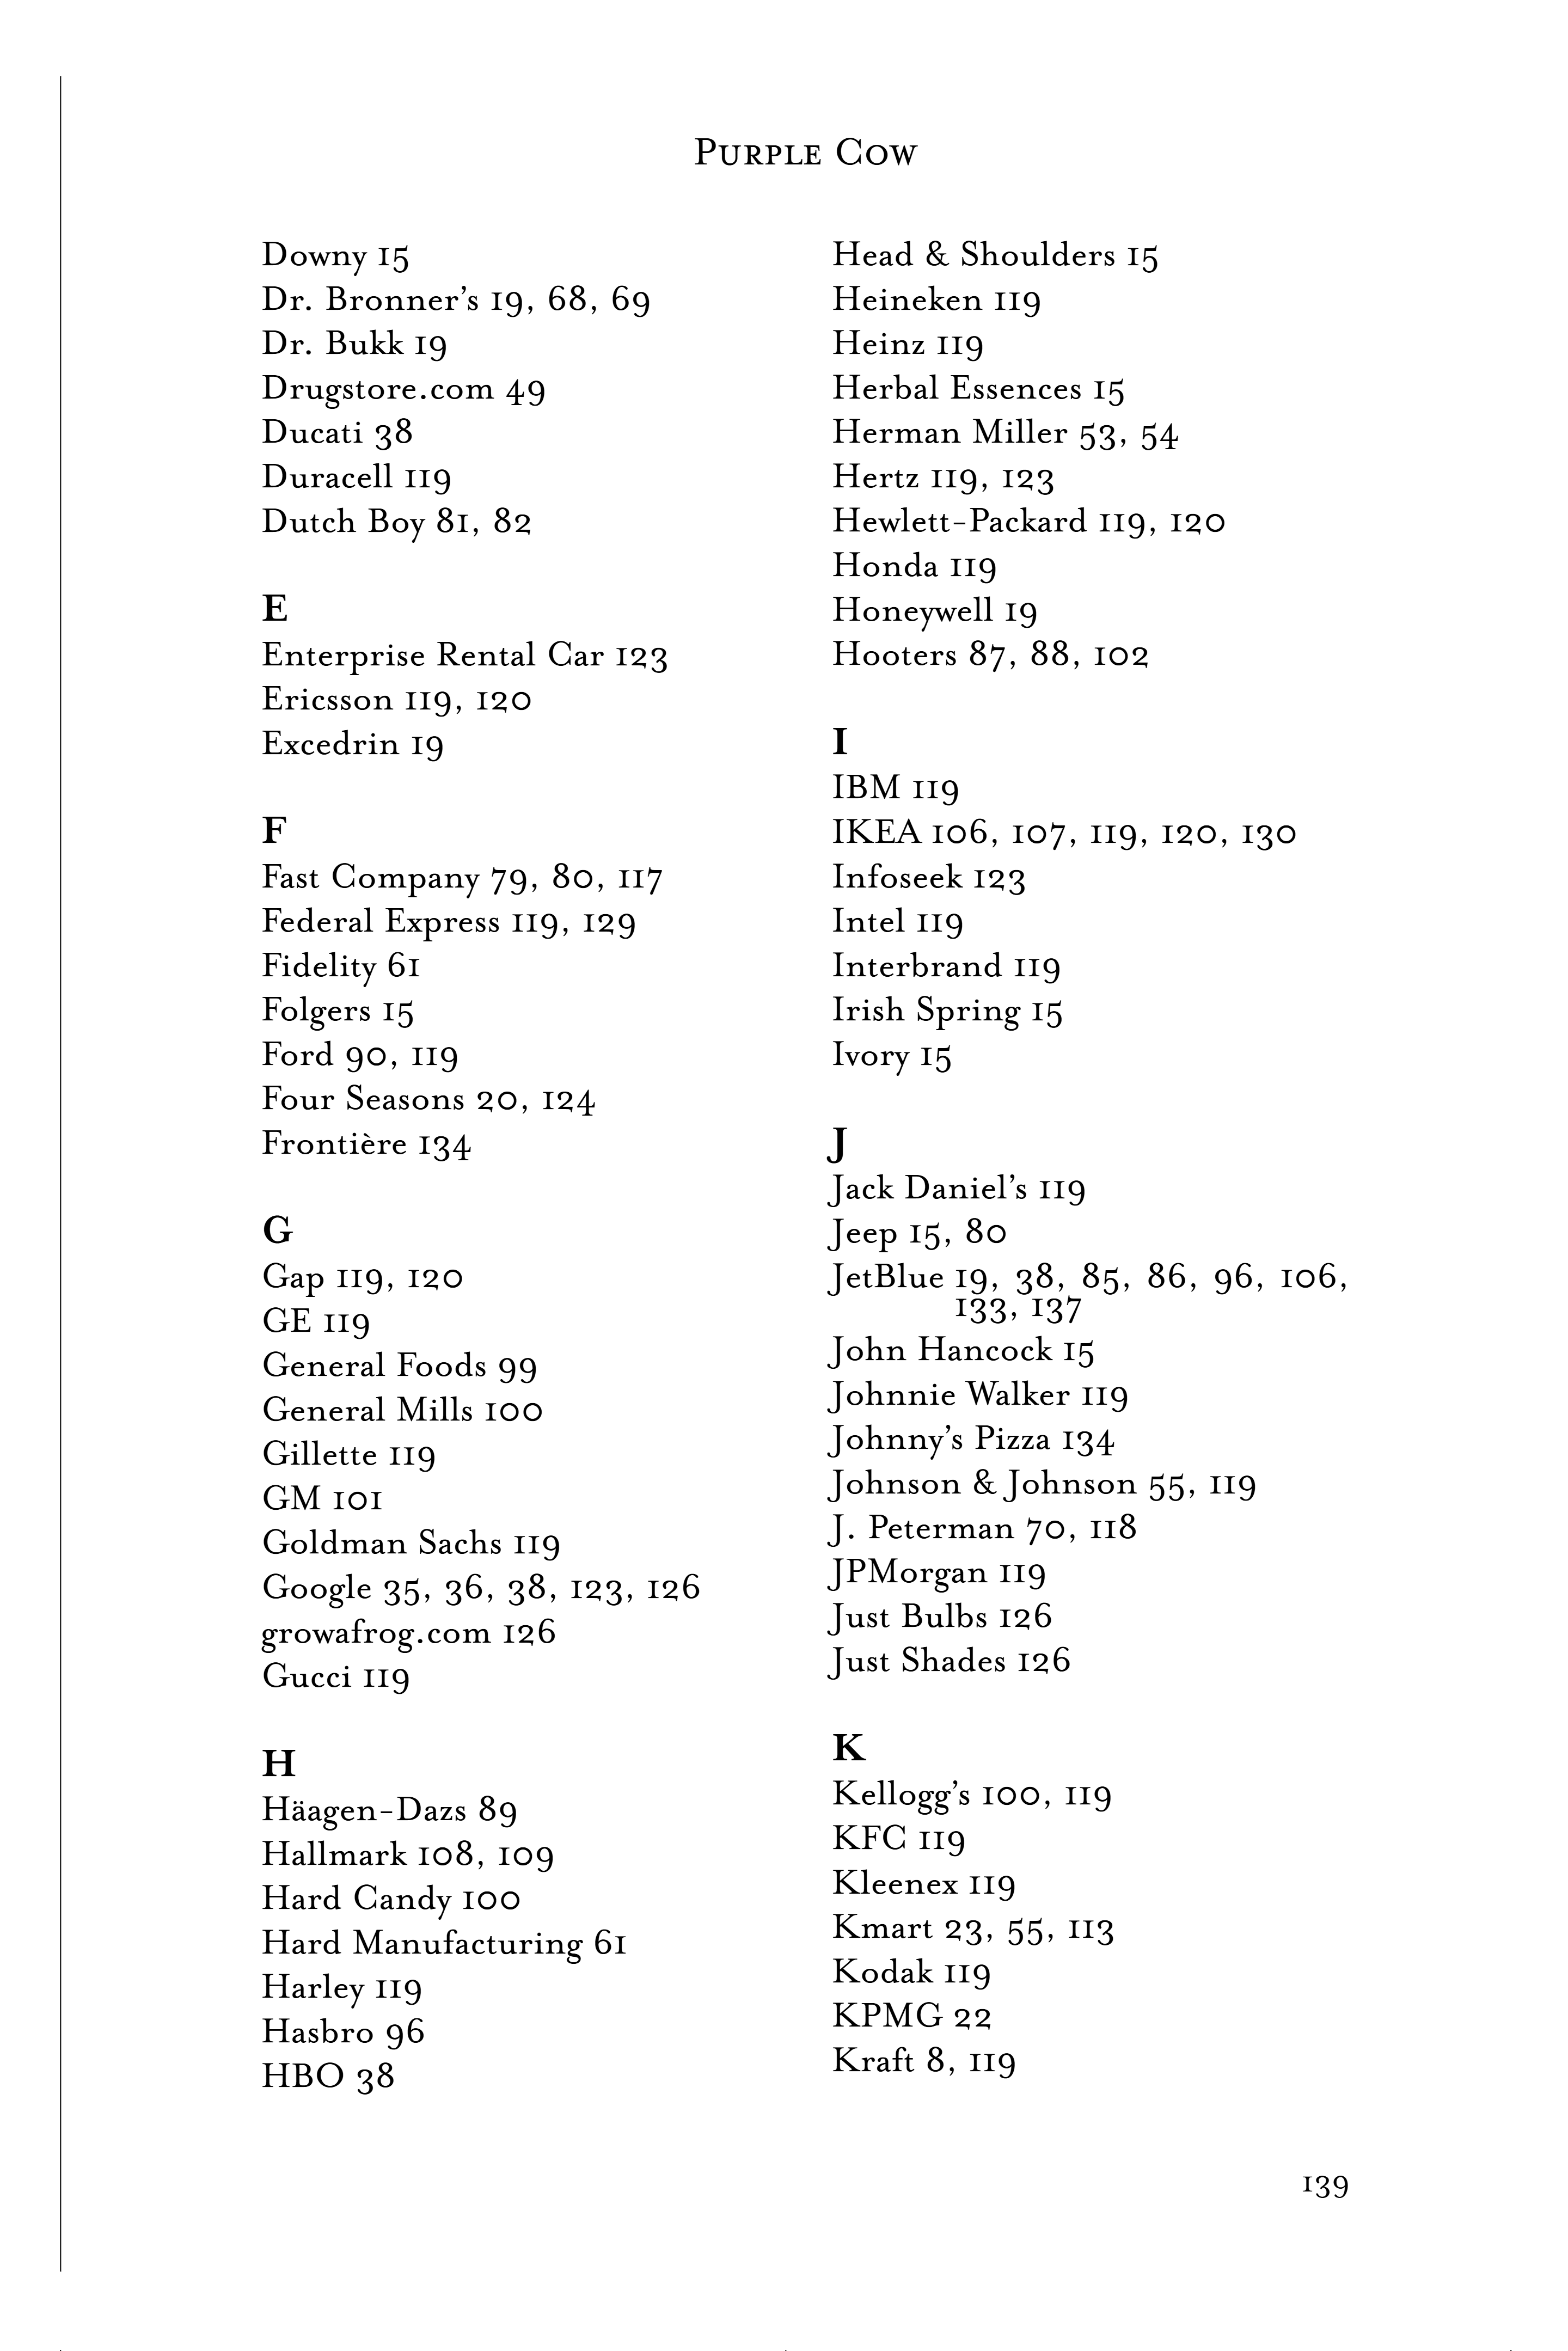 Purple Cow
Downy 15
Dr. Bronner’s 19, 68, 69
Dr. Bukk 19
Drugstore.com 49
Ducati 38
Duracell 119
Dutch Boy 81, 82
E
Enterprise Rental Car 123
Ericsson 119, 120
Excedrin 19
F
Fast Company 79, 80, 117
Federal Express 119, 129
Fidelity 61
Folgers 15
Ford 90, 119
Four Seasons 20, 124
Frontière 134
G
Gap 119, 120
GE 119
General Foods 99
General Mills 100
Gillette 119
GM 101
Goldman Sachs 119
Google 35, 36, 38, 123, 126
growafrog.com 126
Gucci 119
H
Häagen-Dazs 89
Hallmark 108, 109
Hard Candy 100
Hard Manufacturing 61
Harley 119
Hasbro 96
HBO 38
Head & Shoulders 15
Heineken 119
Heinz 119
Herbal Essences 15
Herman Miller 53, 54
Hertz 119, 123
Hewlett-Packard 119, 120
Honda 119
Honeywell 19
Hooters 87, 88, 102
I
IBM 119
IKEA 106, 107, 119, 120, 130
Infoseek 123
Intel 119
Interbrand 119
Irish Spring 15
Ivory 15
J
Jack Daniel’s 119
Jeep 15, 80
JetBlue 19, 38, 85, 86, 96, 106,
133, 137
John Hancock 15
Johnnie Walker 119
Johnny’s Pizza 134
Johnson & Johnson 55, 119
J. Peterman 70, 118
JPMorgan 119
Just Bulbs 126
Just Shades 126
K
Kellogg’s 100, 119
KFC 119
Kleenex 119
Kmart 23, 55, 113
Kodak 119
KPMG 22
Kraft 8, 119
139